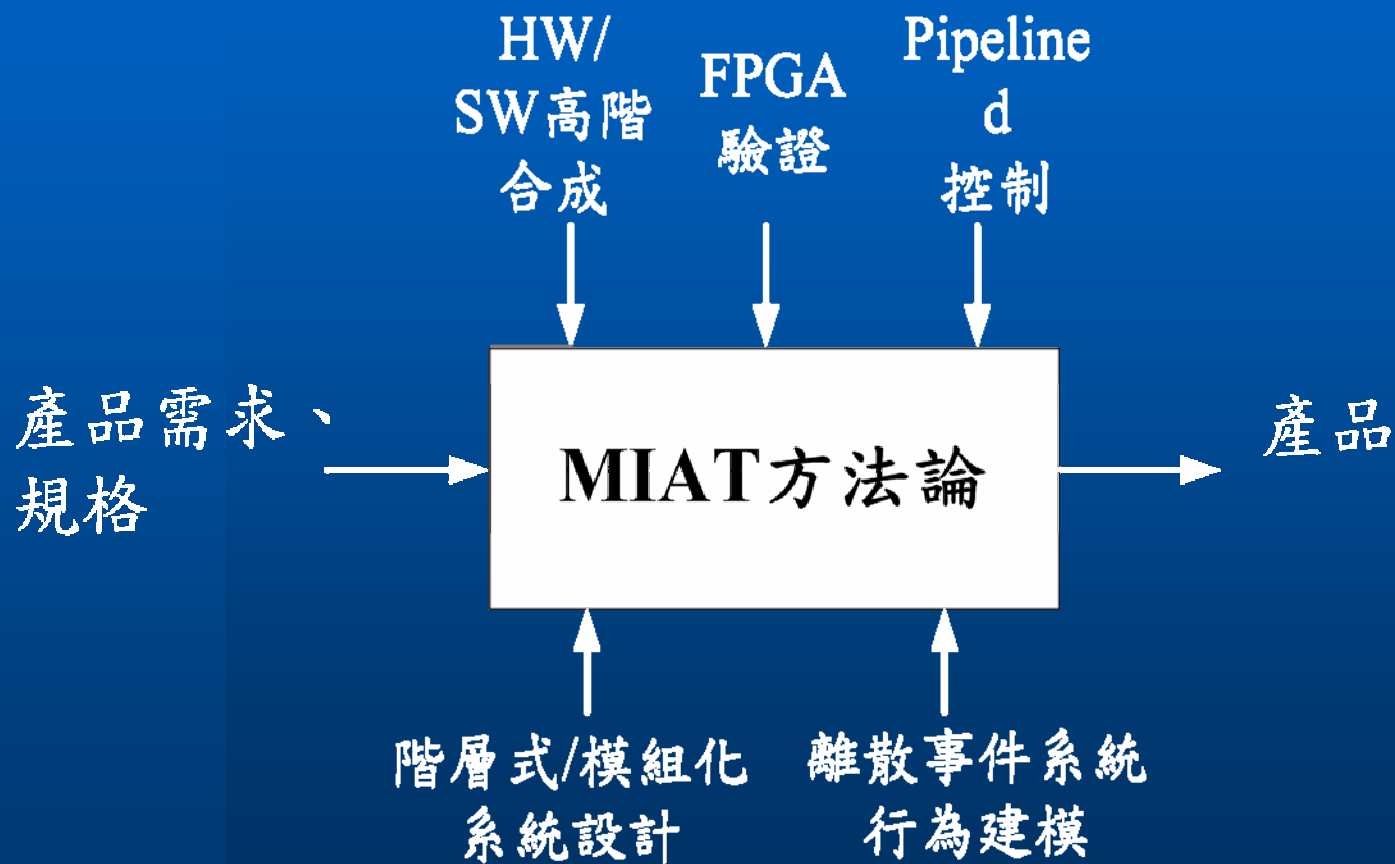 HW/
SW高階
合成
FPGA
驗證
Pipeline
d
控制
產品需求、
規格
MIAT方法論
產品
階層式/模組化
系統設計
離散事件系統
行為建模